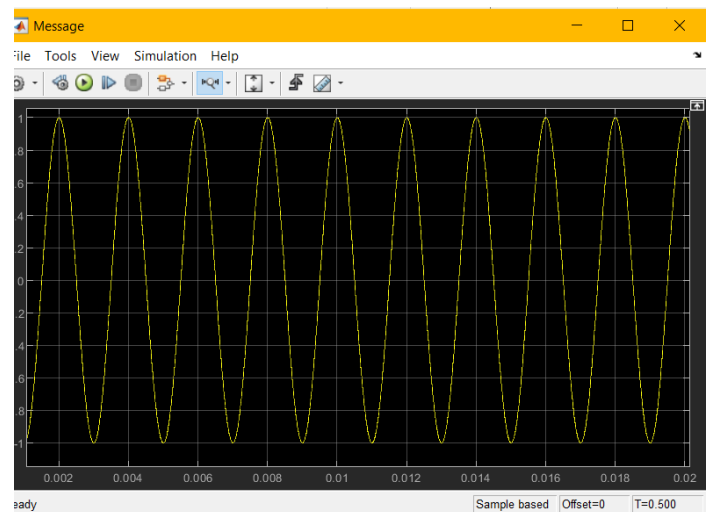 Message
File Tools View Simulation Help
1
.8
.6
.4
.2
0
.2
.4
.6
.8
-1
0.002 0.004 0.006 0.008 0.01 0.012 0.014 0.016 0.018 0.02
eady Sample based Offset=0 T=0.500